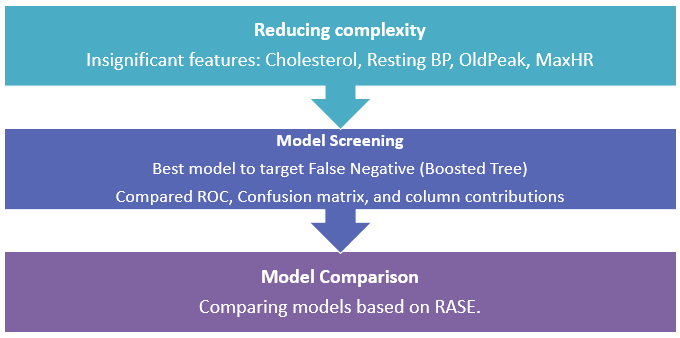 Reducing complexity
Insignificant features: Cholesterol, Resting BP, OldPeak, MaxHR
Model Screening
Best model to target False Negative (Boosted Tree)
Compared ROC, Confusion matrix, and column contributions
Model Comparison
Comparing models based on RASE.